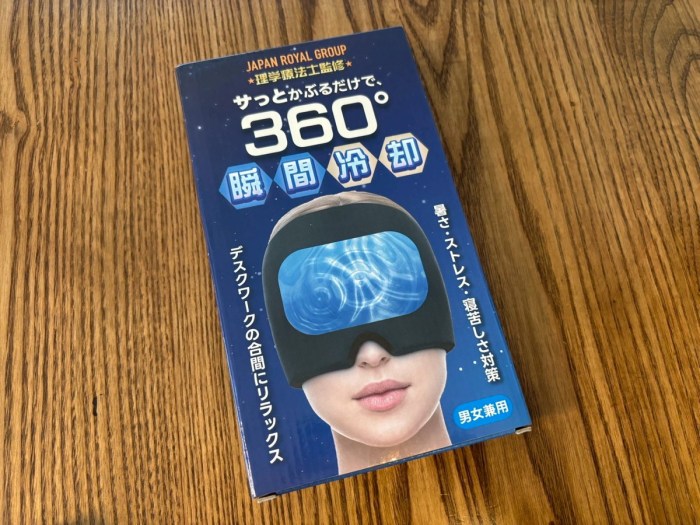 JAPAN ROYAL GROUP
★理学療法士監修★
サっとかぶるだけで、
360°
瞬間冷却
暑さ・ストレス・寝苦しさ対策
デスクワークの合間にリラックス
男女兼用